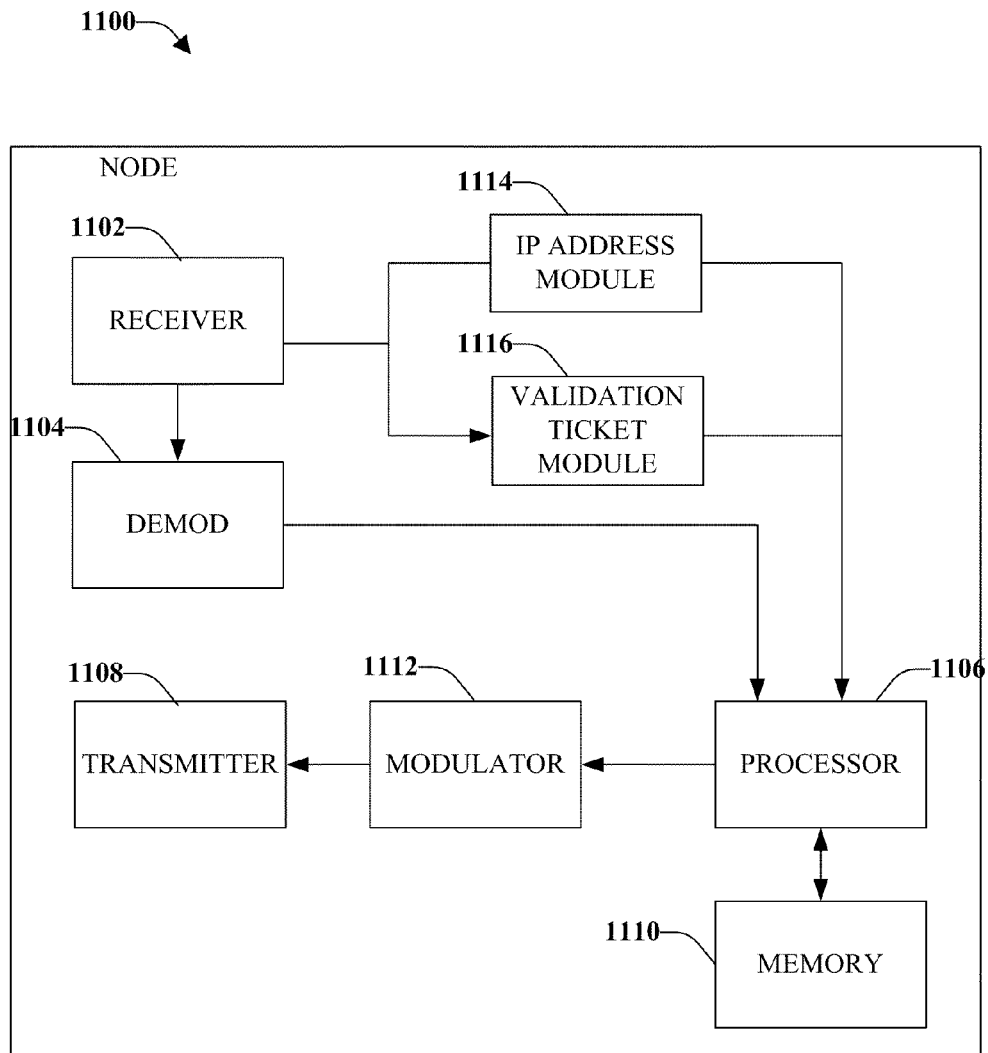 1100
NODE
1114
1102
IP ADDRESS
MODULE
RECEIVER
1116
VALIDATION
TICKET
MODULE
1104
DEMOD
1108
1112
1106
TRANSMITTER
MODULATOR
PROCESSOR
1110
MEMORY